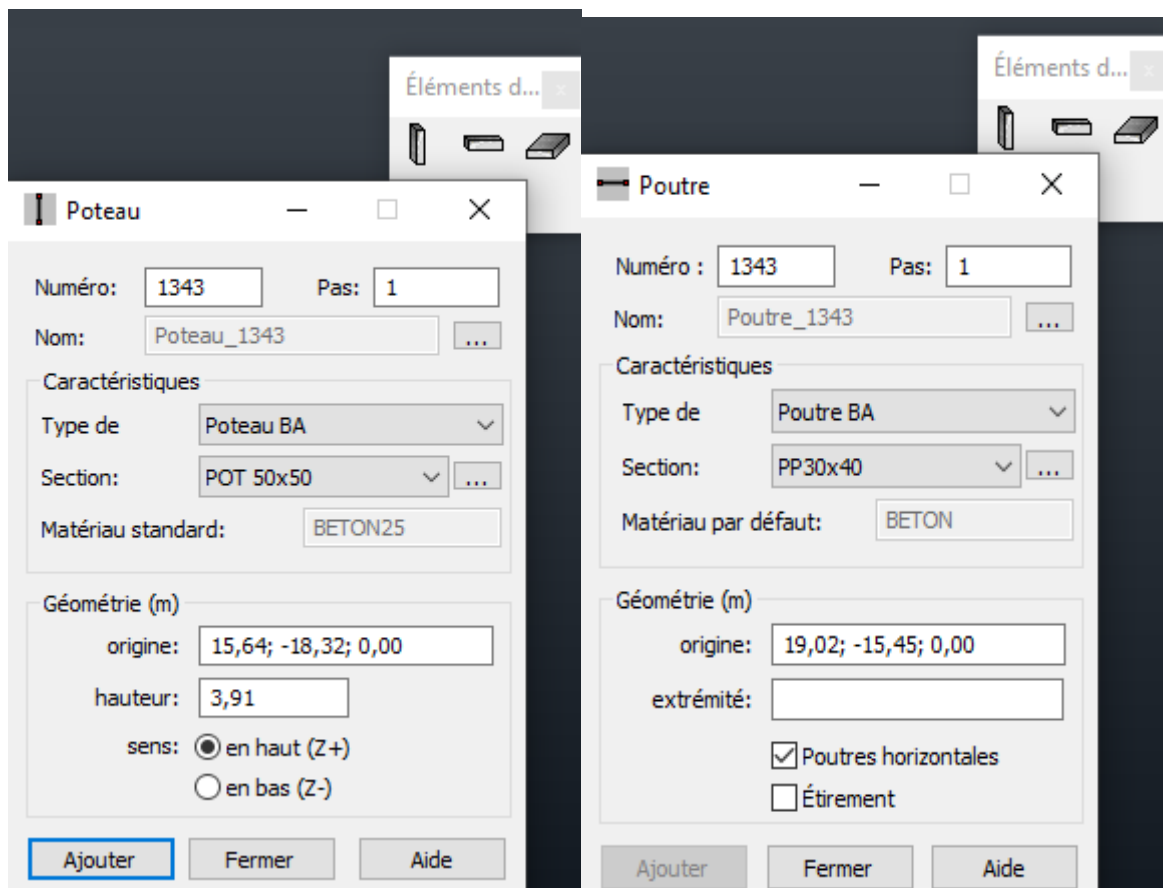 Éléments d...
Poteau
Numéro: 1343 Pas: 1
Nom: Poteau_1343 ...
Caractéristiques
Type de Poteau BA
Section: POT 50x50 ...
Matériau standard: BETON25
Géométrie (m)
origine: 15,64; -18,32; 0,00
hauteur: 3,91
sens: en haut (Z+)
en bas (Z-)
Ajouter Fermer Aide
Éléments d...
Poutre
Numéro : 1343 Pas: 1
Nom: Poutre_1343 ...
Caractéristiques
Type de Poutre BA
Section: PP30x40 ...
Matériau par défaut: BETON
Géométrie (m)
origine: 19,02; -15,45; 0,00
extrémité:
Poutres horizontales
Étirement
Ajouter Fermer Aide